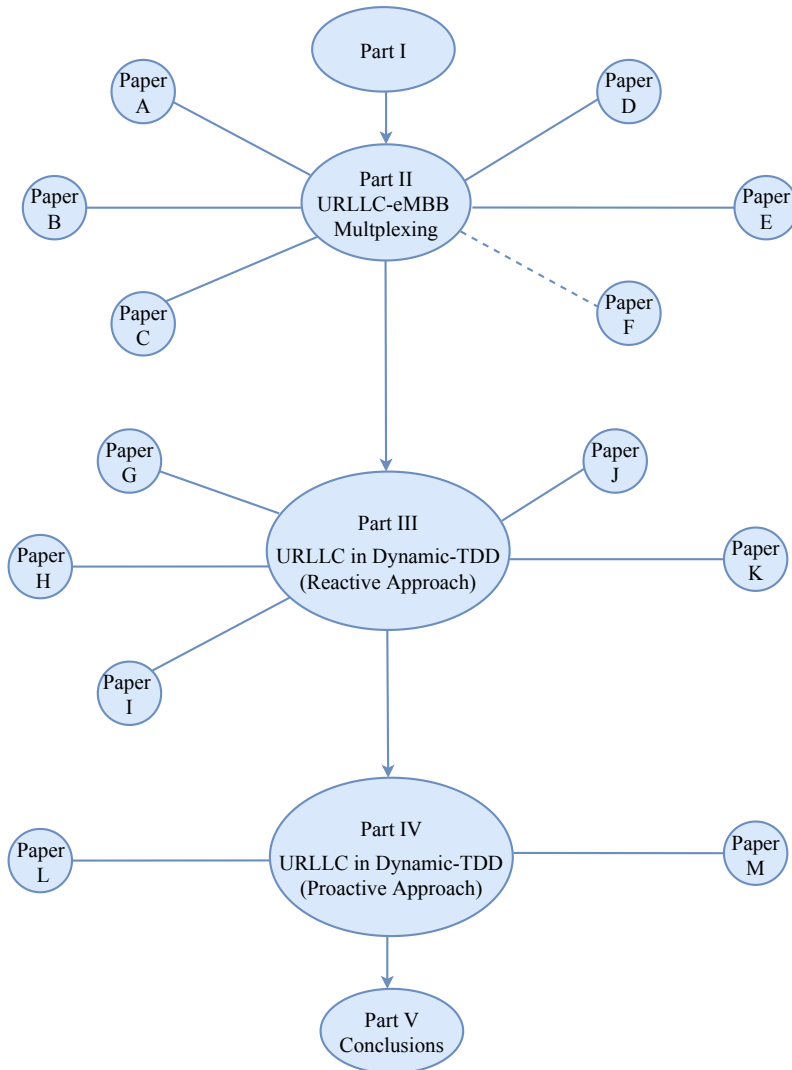 Part I
Paper
A
Paper
D
Part II
URLLC-eMBB
Multplexing
Paper
B
Paper
E
Paper
C
Paper
F
Paper
G
Paper
J
Part III
URLLC in Dynamic-TDD
(Reactive Approach)
Paper
H
Paper
K
Paper
I
Part IV
URLLC in Dynamic-TDD
(Proactive Approach)
Paper
L
Paper
M
Part V
Conclusions